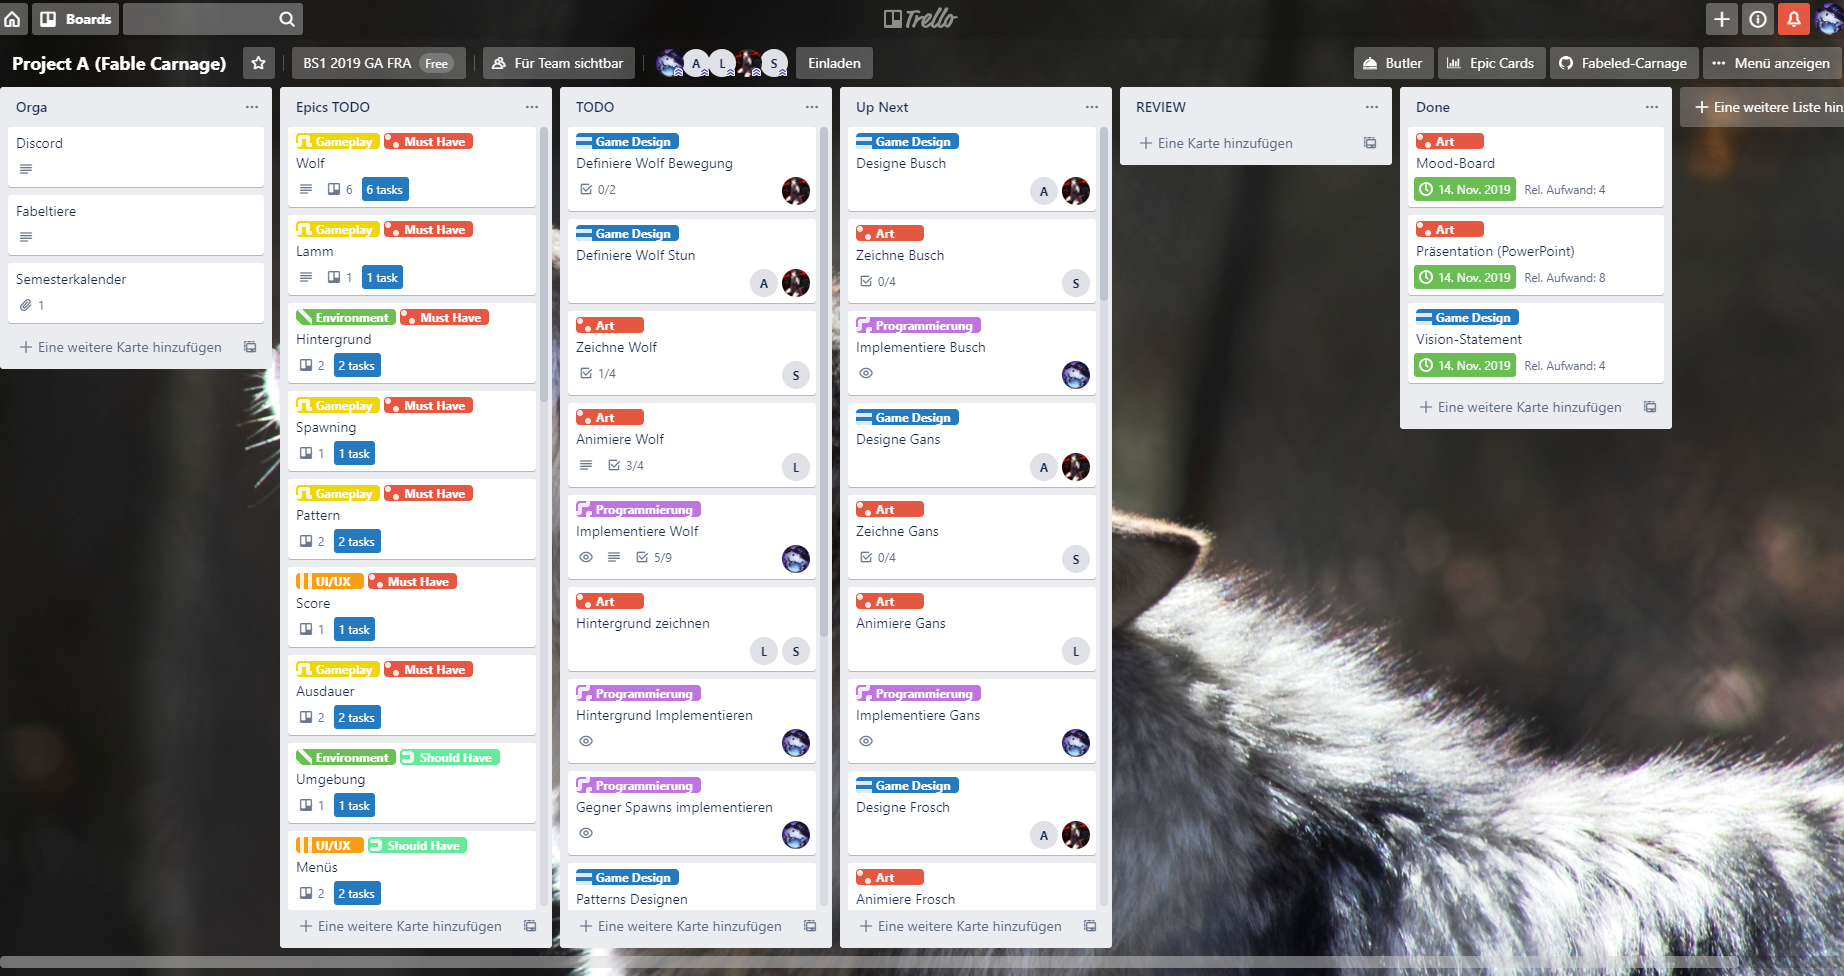 Boards
Trello
Project A (Fable Carnage)
BS1 2019 GA FRA Free
Für Team sichtbar
A L S
Einladen
Butler
Epic Cards
Fabeled-Carnage
Menü anzeigen
Orga
Discord
Fabeltiere
Semesterkalender
1
Eine weitere Karte hinzufügen
Epics TODO
Gameplay Must Have
Wolf
6 6 tasks
Gameplay Must Have
Lamm
1 1 task
Environment Must Have
Hintergrund
2 2 tasks
Gameplay Must Have
Spawning
1 1 task
Gameplay Must Have
Pattern
2 2 tasks
UI/UX Must Have
Score
1 1 task
Gameplay Must Have
Ausdauer
2 2 tasks
Environment Should Have
Umgebung
1 1 task
UI/UX Should Have
Menüs
2 2 tasks
Eine weitere Karte hinzufügen
TODO
Game Design
Definiere Wolf Bewegung
0/2
Game Design
Definiere Wolf Stun
A
Art
Zeichne Wolf
1/4 S
Art
Animiere Wolf
3/4 L
Programmierung
Implementiere Wolf
5/9
Art
Hintergrund zeichnen
L S
Programmierung
Hintergrund Implementieren
Programmierung
Gegner Spawns implementieren
Game Design
Patterns Designen
Eine weitere Karte hinzufügen
Up Next
Game Design
Designe Busch
A
Art
Zeichne Busch
0/4 S
Programmierung
Implementiere Busch
Game Design
Designe Gans
A
Art
Zeichne Gans
0/4 S
Art
Animiere Gans
L
Programmierung
Implementiere Gans
Game Design
Designe Frosch
A
Art
Animiere Frosch
Eine weitere Karte hinzufügen
REVIEW
Eine Karte hinzufügen
Done
Art
Mood-Board
14. Nov. 2019 Rel. Aufwand: 4
Art
Präsentation (PowerPoint)
14. Nov. 2019 Rel. Aufwand: 8
Game Design
Vision-Statement
14. Nov. 2019 Rel. Aufwand: 4
Eine weitere Karte hinzufügen
Eine weitere Liste hin